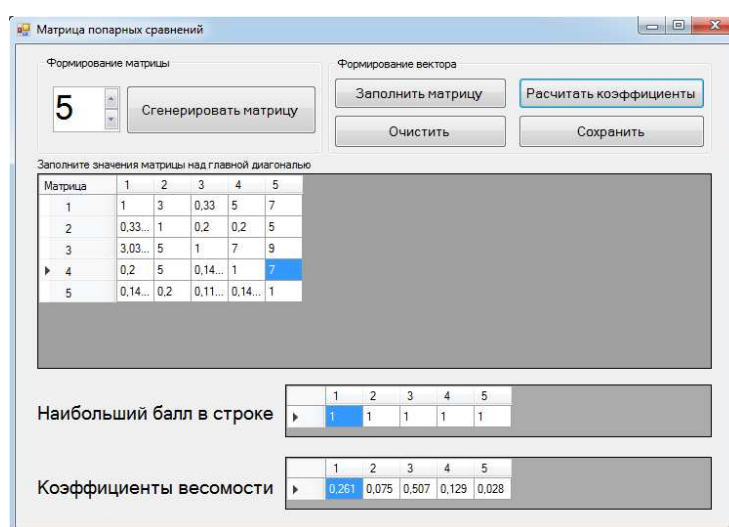 Матрица попарных сравнений
Формирование матрицы
Формирование вектора
5
Сгенерировать матрицу
Заполнить матрицу
Расчитать коэффициенты
Очистить
Сохранить
Заполните значения матрицы над главной диагональю
Матрица 1 2 3 4 5
1 1 3 0,33 5 7
2 0,33... 1 0,2 0,2 5
3 3,03... 5 1 7 9
4 0,2 5 0,14... 1 7
5 0,14... 0,2 0,11... 0,14... 1
1 2 3 4 5
Наибольший балл в строке 1 1 1 1 1
1 2 3 4 5
Коэффициенты весомости 0,261 0,075 0,507 0,129 0,028